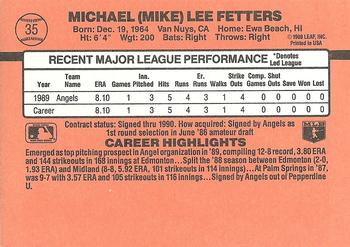 35
MICHAEL (MIKE) LEE FETTERS
Born: Dec. 19, 1964 Van Nuys, CA Home: Ewa Beach, HI
Ht: 6'4" Wgt: 200 Bats: Right Throws: Right
© 1989 LEAF, INC.
PRINTED IN USA
RECENT MAJOR LEAGUE PERFORMANCE *Denotes Led League
Year Team Name ERA Games Inn. Pitched Hits Runs Er. Runs Walks Strike Outs Won Lost Comp. Games Shut Outs Saves
1989 Angels 8.10 1 3 5 4 3 1 4 0 0 0 0 0
Career 8.10 1 3 5 4 3 1 4 0 0 0 0 0
Contract status: Signed thru 1990. How acquired: Signed by Angels as
1st round selection in June '86 amateur draft
CAREER HIGHLIGHTS
Emerged as top pitching prospect in Angel organization in '89, compiling 12-8 record, 3.80 ERA
and 144 strikeouts in 168 innings at Edmonton... Split the '88 season between Edmonton (2-0,
1.93 ERA) and Midland (8-8, 5.92 ERA, 101 strikeouts in 114 innings)...At Palm Springs in '87,
was 9-7 with 3.57 ERA and 105 strikeouts in 116 innings...Signed by Angels out of Pepperdine
U.